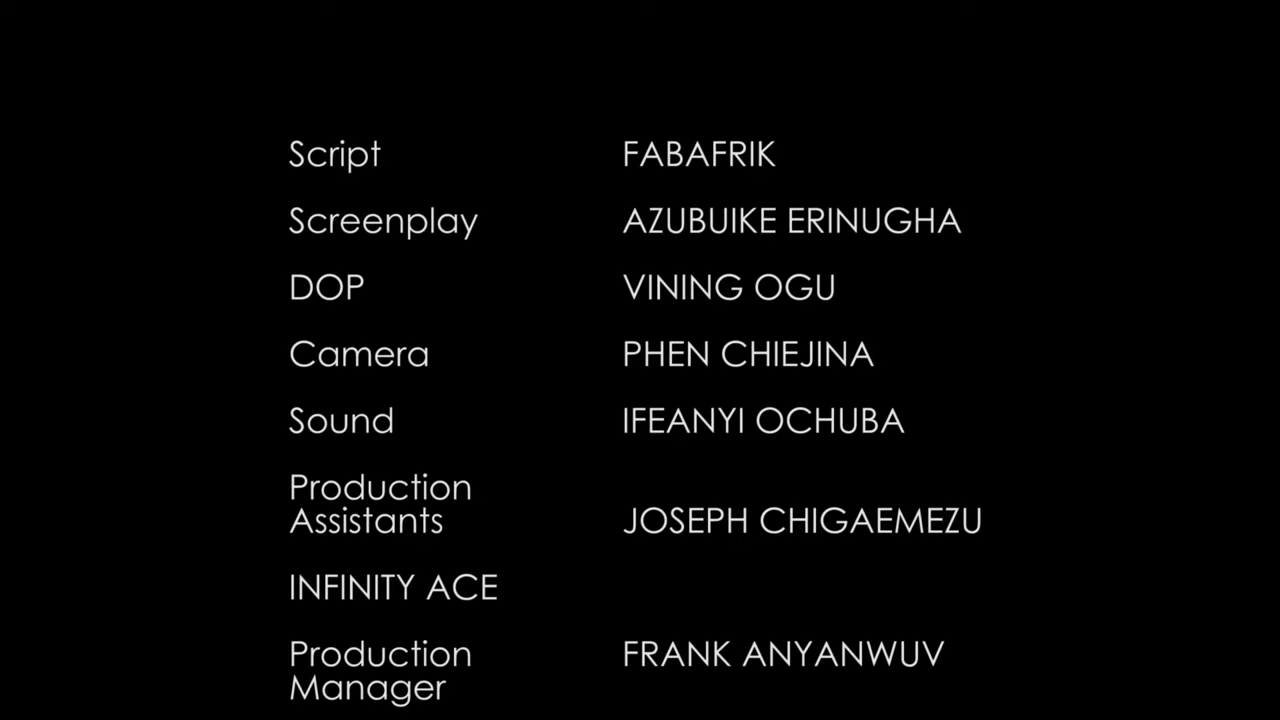 Script FABAFRIK
Screenplay AZUBUIKE ERINUGHA
DOP VINING OGU
Camera PHEN CHIEJINA
Sound IFEANYI OCHUBA
Production
Assistants JOSEPH CHIGAEMEZU
INFINITY ACE
Production FRANK ANYANWUV
Manager